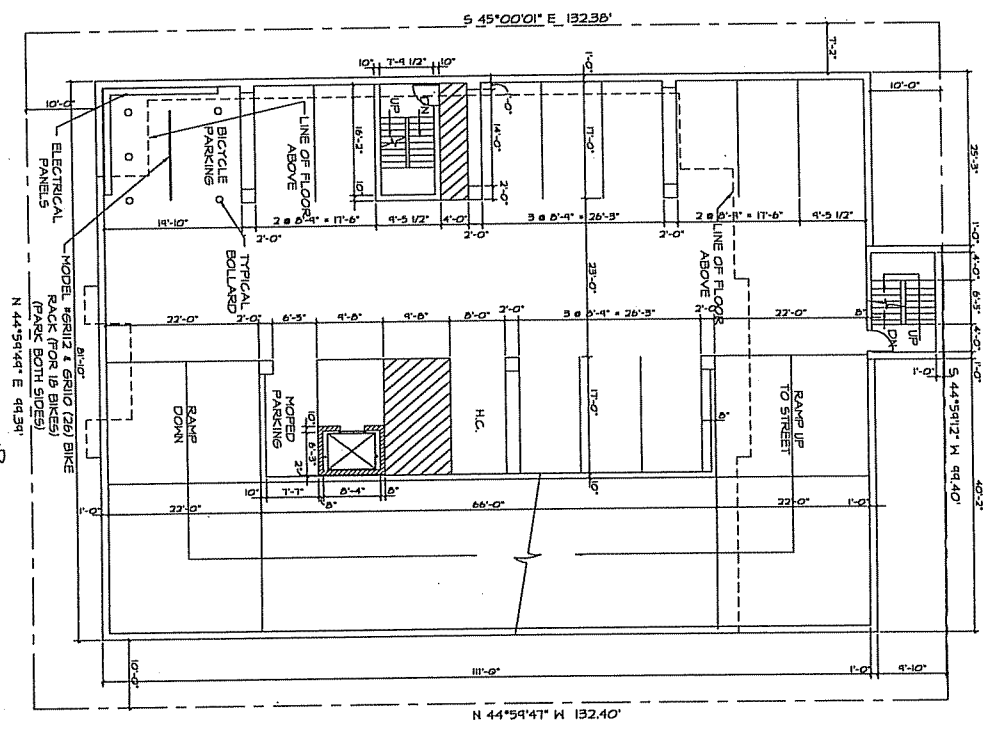 S 45°00'01" E 132.38'
7'-2"
10'-0"
10'-0"
10" 7'-9 1/2" 10"
1'-0"
ELECTRICAL
PANELS
BICYCLE
PARKING
LINE OF FLOOR
ABOVE
16'-2"
10"
UP
DN
14'-0"
2'-0"
17'-0"
25'-3"
19'-10"
2'-0"
2 @ 8'-9" = 17'-6"
9'-5 1/2"
4'-0"
2'-0"
3 @ 8'-9" = 26'-3"
2'-0"
2 @ 8'-9" = 17'-6"
9'-5 1/2"
TYPICAL
BOLLARD
LINE OF FLOOR
ABOVE
23'-0"
1'-0"
4'-0"
4'-0"
1'-0"
UP
DN
8"
1'-0"
MODEL #GR112 & GR110 (26) BIKE
RACK (FOR 18 BIKES)
(PARK BOTH SIDES)
N 44°59'49" E 99.39'
81'-10"
22'-0"
2'-0"
6'-5"
9'-8"
9'-8"
8'-0"
2'-0"
3 @ 8'-9" = 26'-3"
2'-0"
22'-0"
RAMP
DOWN
MOPED
PARKING
10"
8'-3"
H.C.
17'-0"
10"
8"
RAMP UP
TO STREET
S 44°59'12" W 99.40'
40'-2"
10"
7'-7"
8'-4"
8"
8"
1'-0"
22'-0"
66'-0"
22'-0"
1'-0"
10'-0"
111'-0"
1'-0"
9'-10"
N 44°59'47" W 132.40'